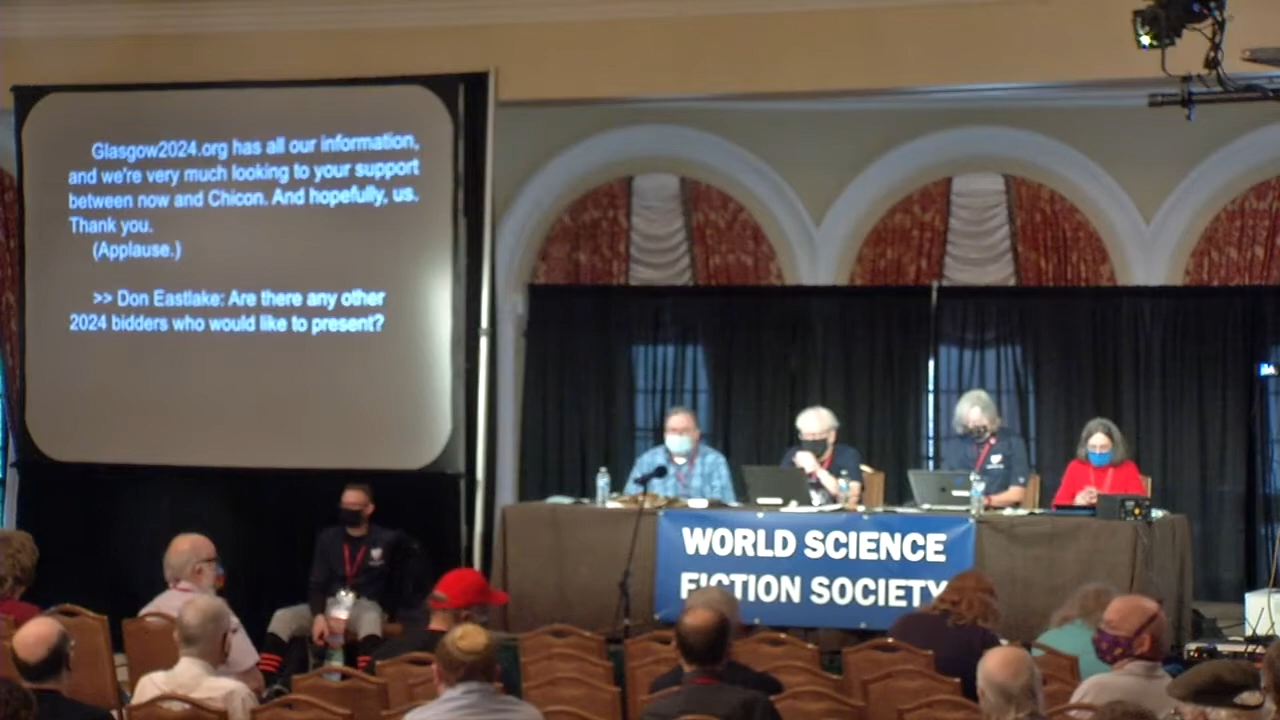 Glasgow2024.org has all our information,
and we're very much looking to your support
between now and Chicon. And hopefully, us.
Thank you.
(Applause.)
>> Don Eastlake: Are there any other
2024 bidders who would like to present?
WORLD SCIENCE
FICTION SOCIETY